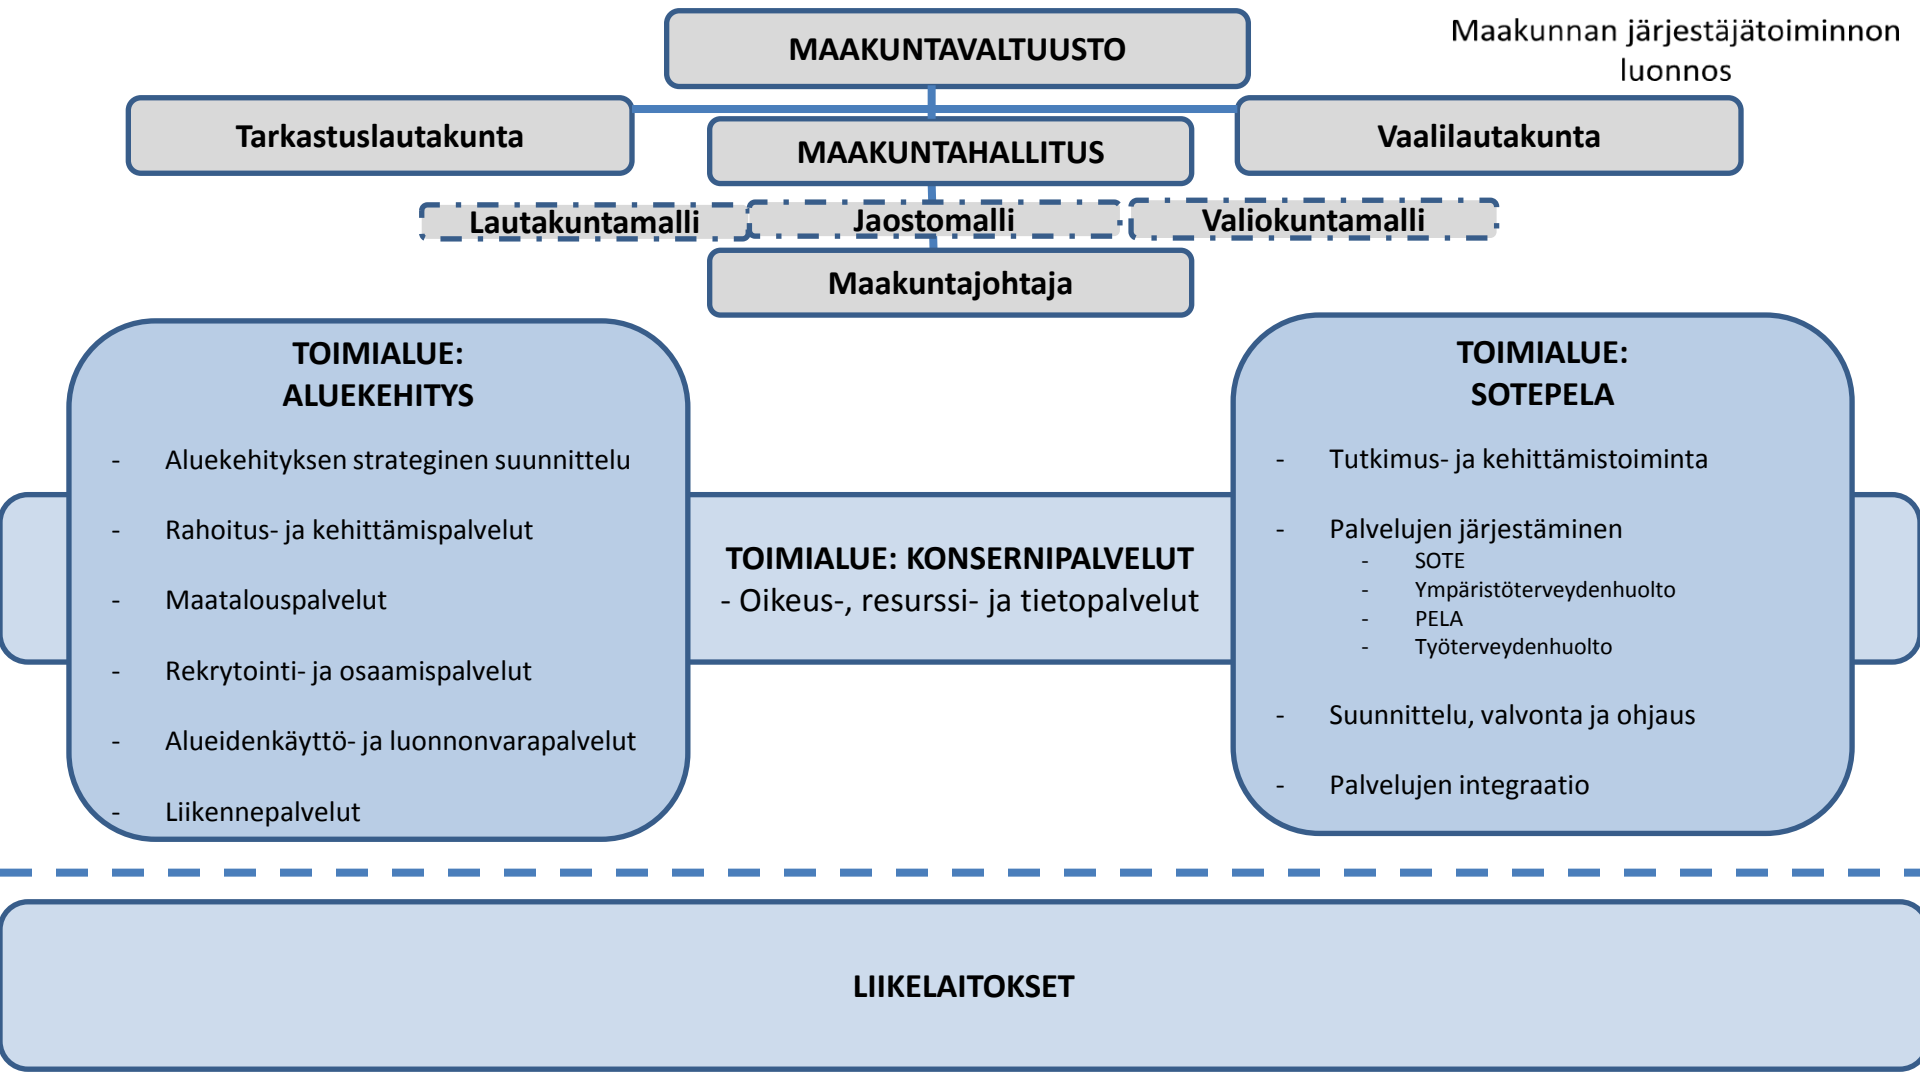 Maakunnan järjestäjätoiminnon
luonnos
MAAKUNTAVALTUUSTO
Tarkastuslautakunta
MAAKUNTAHALLITUS
Vaalilautakunta
Lautakuntamalli
Jaostomalli
Valiokuntamalli
Maakuntajohtaja
TOIMIALUE:
ALUEKEHITYS
- Aluekehityksen strateginen suunnittelu
- Rahoitus- ja kehittämispalvelut
- Maatalouspalvelut
- Rekrytointi- ja osaamispalvelut
- Alueidenkäyttö- ja luonnonvarapalvelut
- Liikennepalvelut
TOIMIALUE: KONSERNIPALVELUT
- Oikeus-, resurssi- ja tietopalvelut
TOIMIALUE:
SOTEPELA
- Tutkimus- ja kehittämistoiminta
- Palvelujen järjestäminen
- SOTE
- Ympäristöterveydenhuolto
- PELA
- Työterveydenhuolto
- Suunnittelu, valvonta ja ohjaus
- Palvelujen integraatio
LIIKELAITOKSET